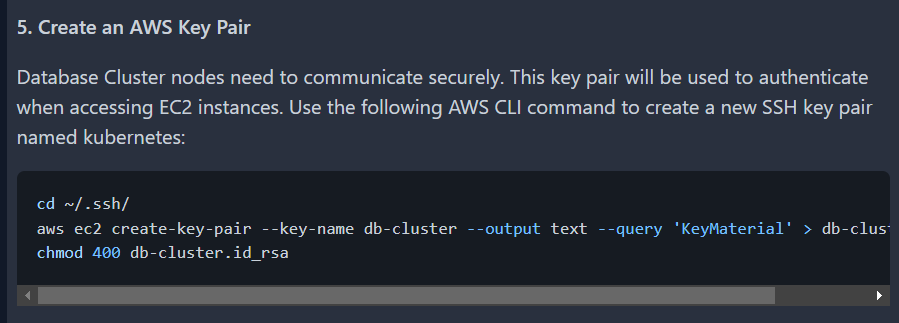 5. Create an AWS Key Pair
Database Cluster nodes need to communicate securely. This key pair will be used to authenticate
when accessing EC2 instances. Use the following AWS CLI command to create a new SSH key pair
named kubernetes:
cd ~/.ssh/
aws ec2 create-key-pair --key-name db-cluster --output text --query 'KeyMaterial' > db-clus
chmod 400 db-cluster.id_rsa